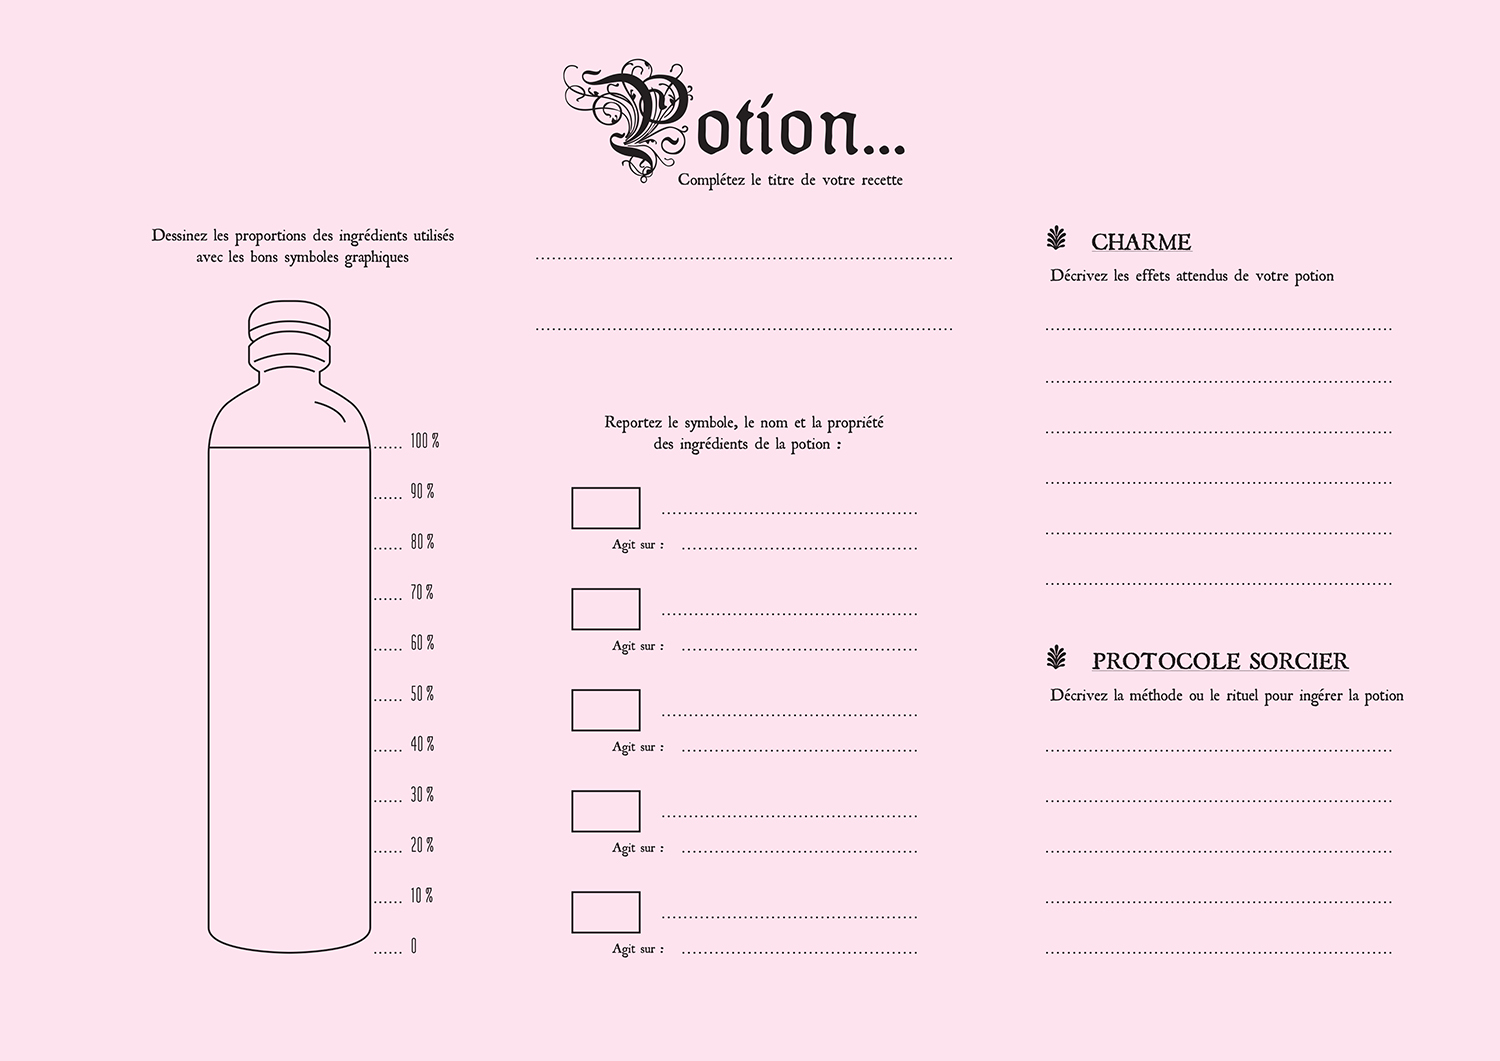 Potion...
Complétez le titre de votre recette
Dessinez les proportions des ingrédients utilisés
avec les bons symboles graphiques
100 %
90 %
80 %
70 %
60 %
50 %
40 %
30 %
20 %
10 %
0
Reportez le symbole, le nom et la propriété
des ingrédients de la potion :
Agit sur :
Agit sur :
Agit sur :
Agit sur :
Agit sur :
CHARME
Décrivez les effets attendus de votre potion
PROTOCOLE SORCIER
Décrivez la méthode ou le rituel pour ingérer la potion